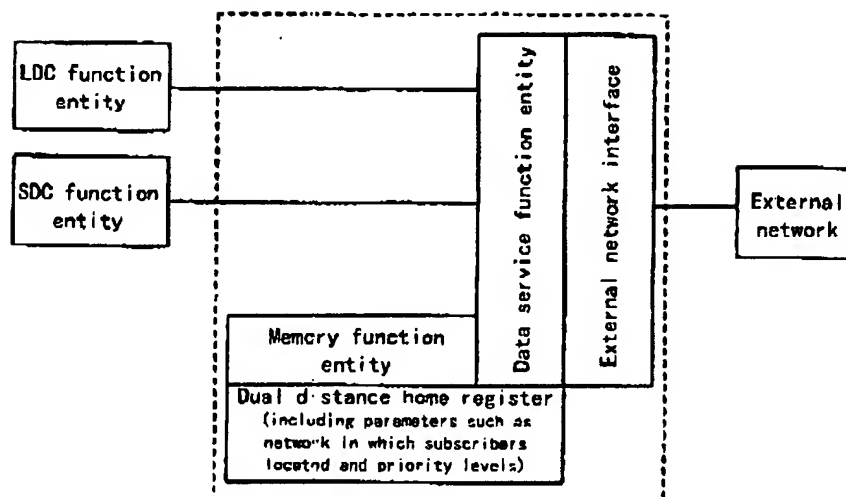 LDC function
entity
SDC function
entity
Data service function entity
External network interface
External
network
Memory function
entity
Dual distance home register
(including parameters such as
network in which subscribers
located and priority levels)